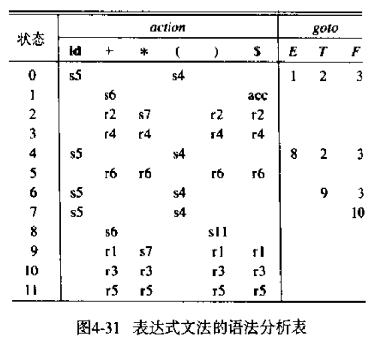 状态 action goto
id + * ( ) $ E T F
0 s5 s4 1 2 3
1 s6 acc
2 r2 s7 r2 r2
3 r4 r4 r4 r4
4 s5 s4 8 2 3
5 r6 r6 r6 r6
6 s5 s4 9 3
7 s5 s4 10
8 s6 s11
9 r1 s7 r1 r1
10 r3 r3 r3 r3
11 r5 r5 r5 r5
图4-31 表达式文法的语法分析表